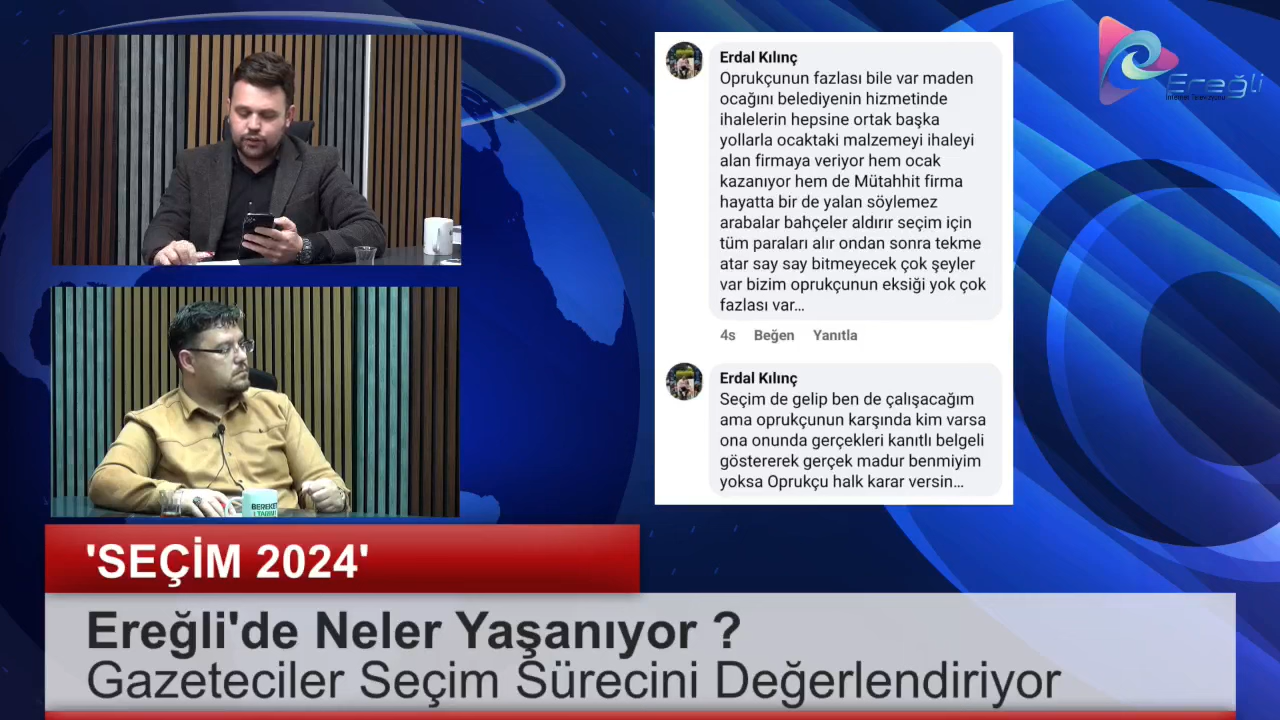 Erdal Kılınç
Oprukçunun fazlası bile var maden
ocağını belediyenin hizmetinde
ihalelerin hepsine ortak başka
yollarla ocaktaki malzemeyi ihaleyi
alan firmaya veriyor hem ocak
kazanıyor hem de Mütahhit firma
hayatta bir de yalan söylemez
arabalar bahçeler aldırır seçim için
tüm paraları alır ondan sonra tekme
atar say say bitmeyecek çok şeyler
var bizim oprukçunun eksiği yok çok
fazlası var...
4s Beğen Yanıtla
Erdal Kılınç
Seçim de gelip ben de çalışacağım
ama oprukçunun karşında kim varsa
ona onunda gerçekleri kanıtlı belgeli
göstererek gerçek madur benmiyim
yoksa Oprukçu halk karar versin...
Ereğli
İnternet Televizyonu
BEREKET
'SEÇİM 2024'
Ereğli'de Neler Yaşanıyor ?
Gazeteciler Seçim Sürecini Değerlendiriyor